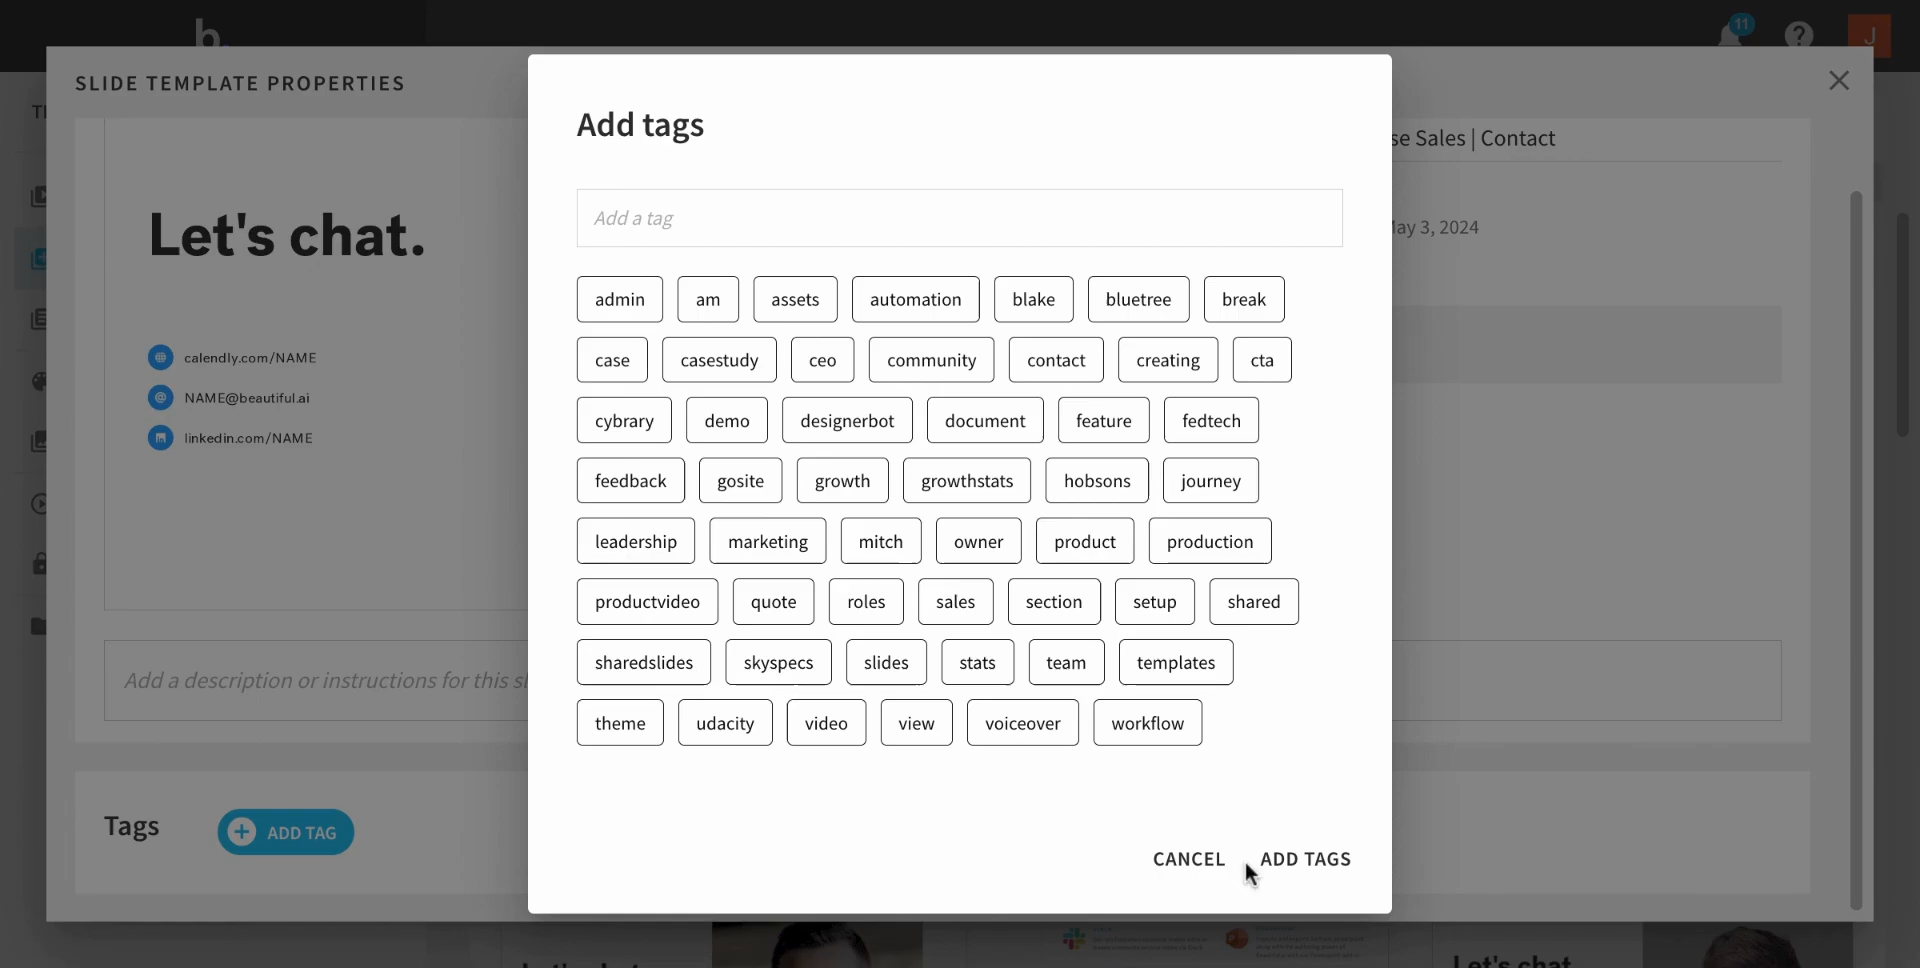 b.
11
?
J
SLIDE TEMPLATE PROPERTIES
se Sales | Contact
May 3, 2024
Let's chat.
calendly.com/NAME
@ NAME@beautiful.ai
linkedin.com/NAME
Add a description or instructions for this sl
Tags
+ ADD TAG
Add tags
Add a tag
admin am assets automation blake bluetree break
case casestudy ceo community contact creating cta
cybrary demo designerbot document feature fedtech
feedback gosite growth growthstats hobsons journey
leadership marketing mitch owner product production
productvideo quote roles sales section setup shared
sharedslides skyspecs slides stats team templates
theme udacity video view voiceover workflow
CANCEL ADD TAGS
Let's chat